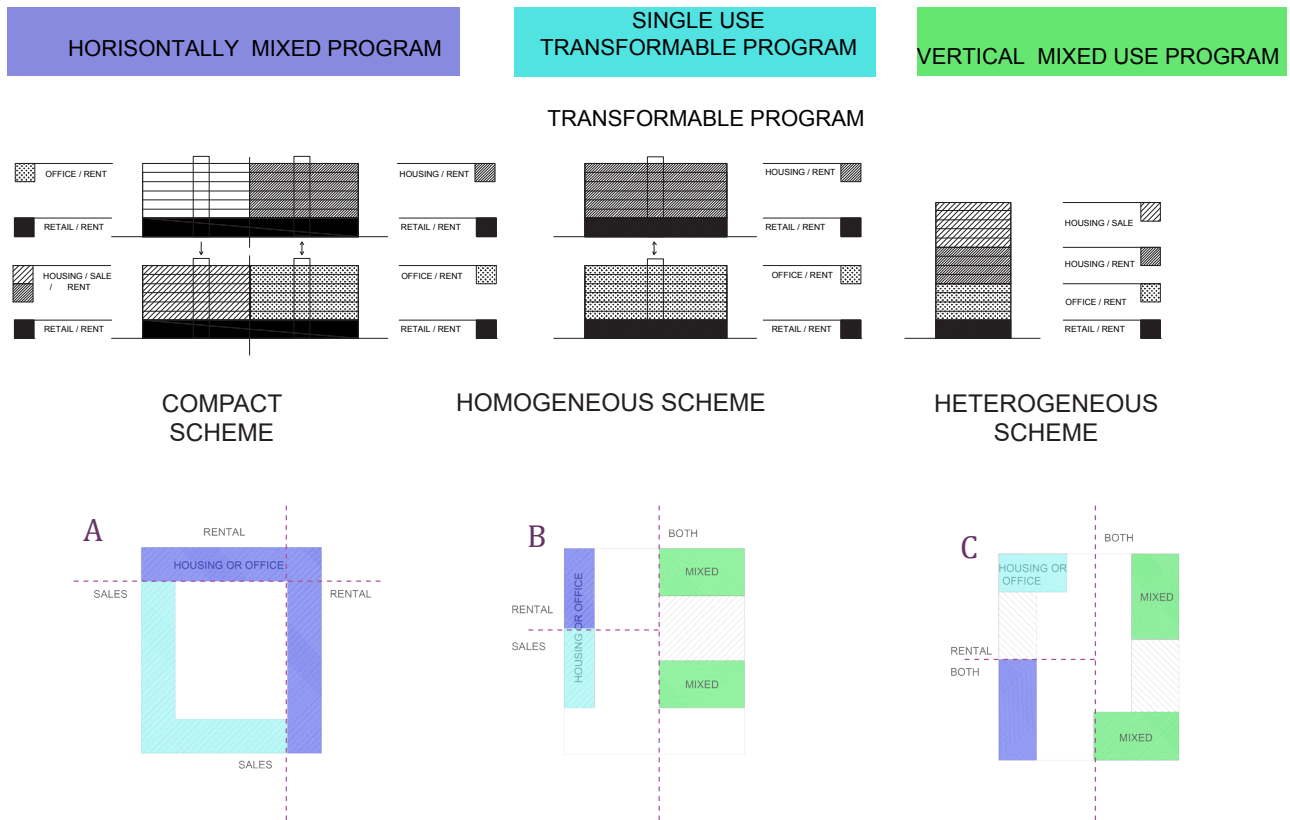 HORISONTALLY MIXED PROGRAM
SINGLE USE
TRANSFORMABLE PROGRAM
VERTICAL MIXED USE PROGRAM
TRANSFORMABLE PROGRAM
OFFICE / RENT
HOUSING / RENT
RETAIL / RENT
RETAIL / RENT
HOUSING / SALE
/ RENT
OFFICE / RENT
RETAIL / RENT
RETAIL / RENT
HOUSING / RENT
RETAIL / RENT
OFFICE / RENT
RETAIL / RENT
HOUSING / SALE
HOUSING / RENT
OFFICE / RENT
RETAIL / RENT
COMPACT
SCHEME
HOMOGENEOUS SCHEME
HETEROGENEOUS
SCHEME
A
RENTAL
HOUSING OR OFFICE
SALES
RENTAL
SALES
B
BOTH
MIXED
HOUSING OR OFFICE
RENTAL
SALES
MIXED
C
BOTH
HOUSING OR
OFFICE
MIXED
RENTAL
BOTH
MIXED